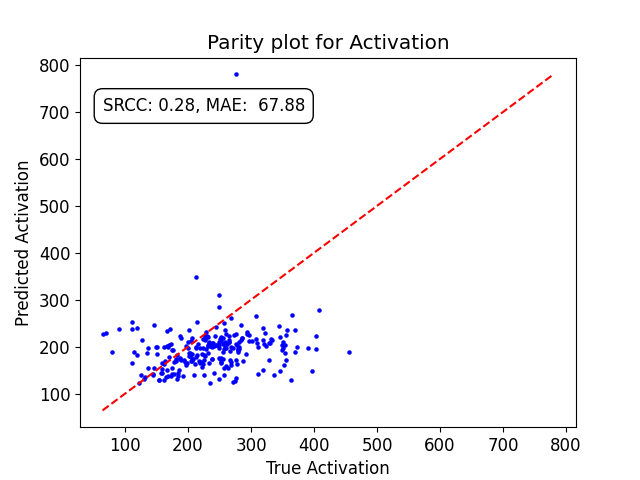 Parity plot for Activation
SRCC: 0.28, MAE:  67.88
Predicted Activation
800
700
600
500
400
300
200
100
100 200 300 400 500 600 700 800
True Activation